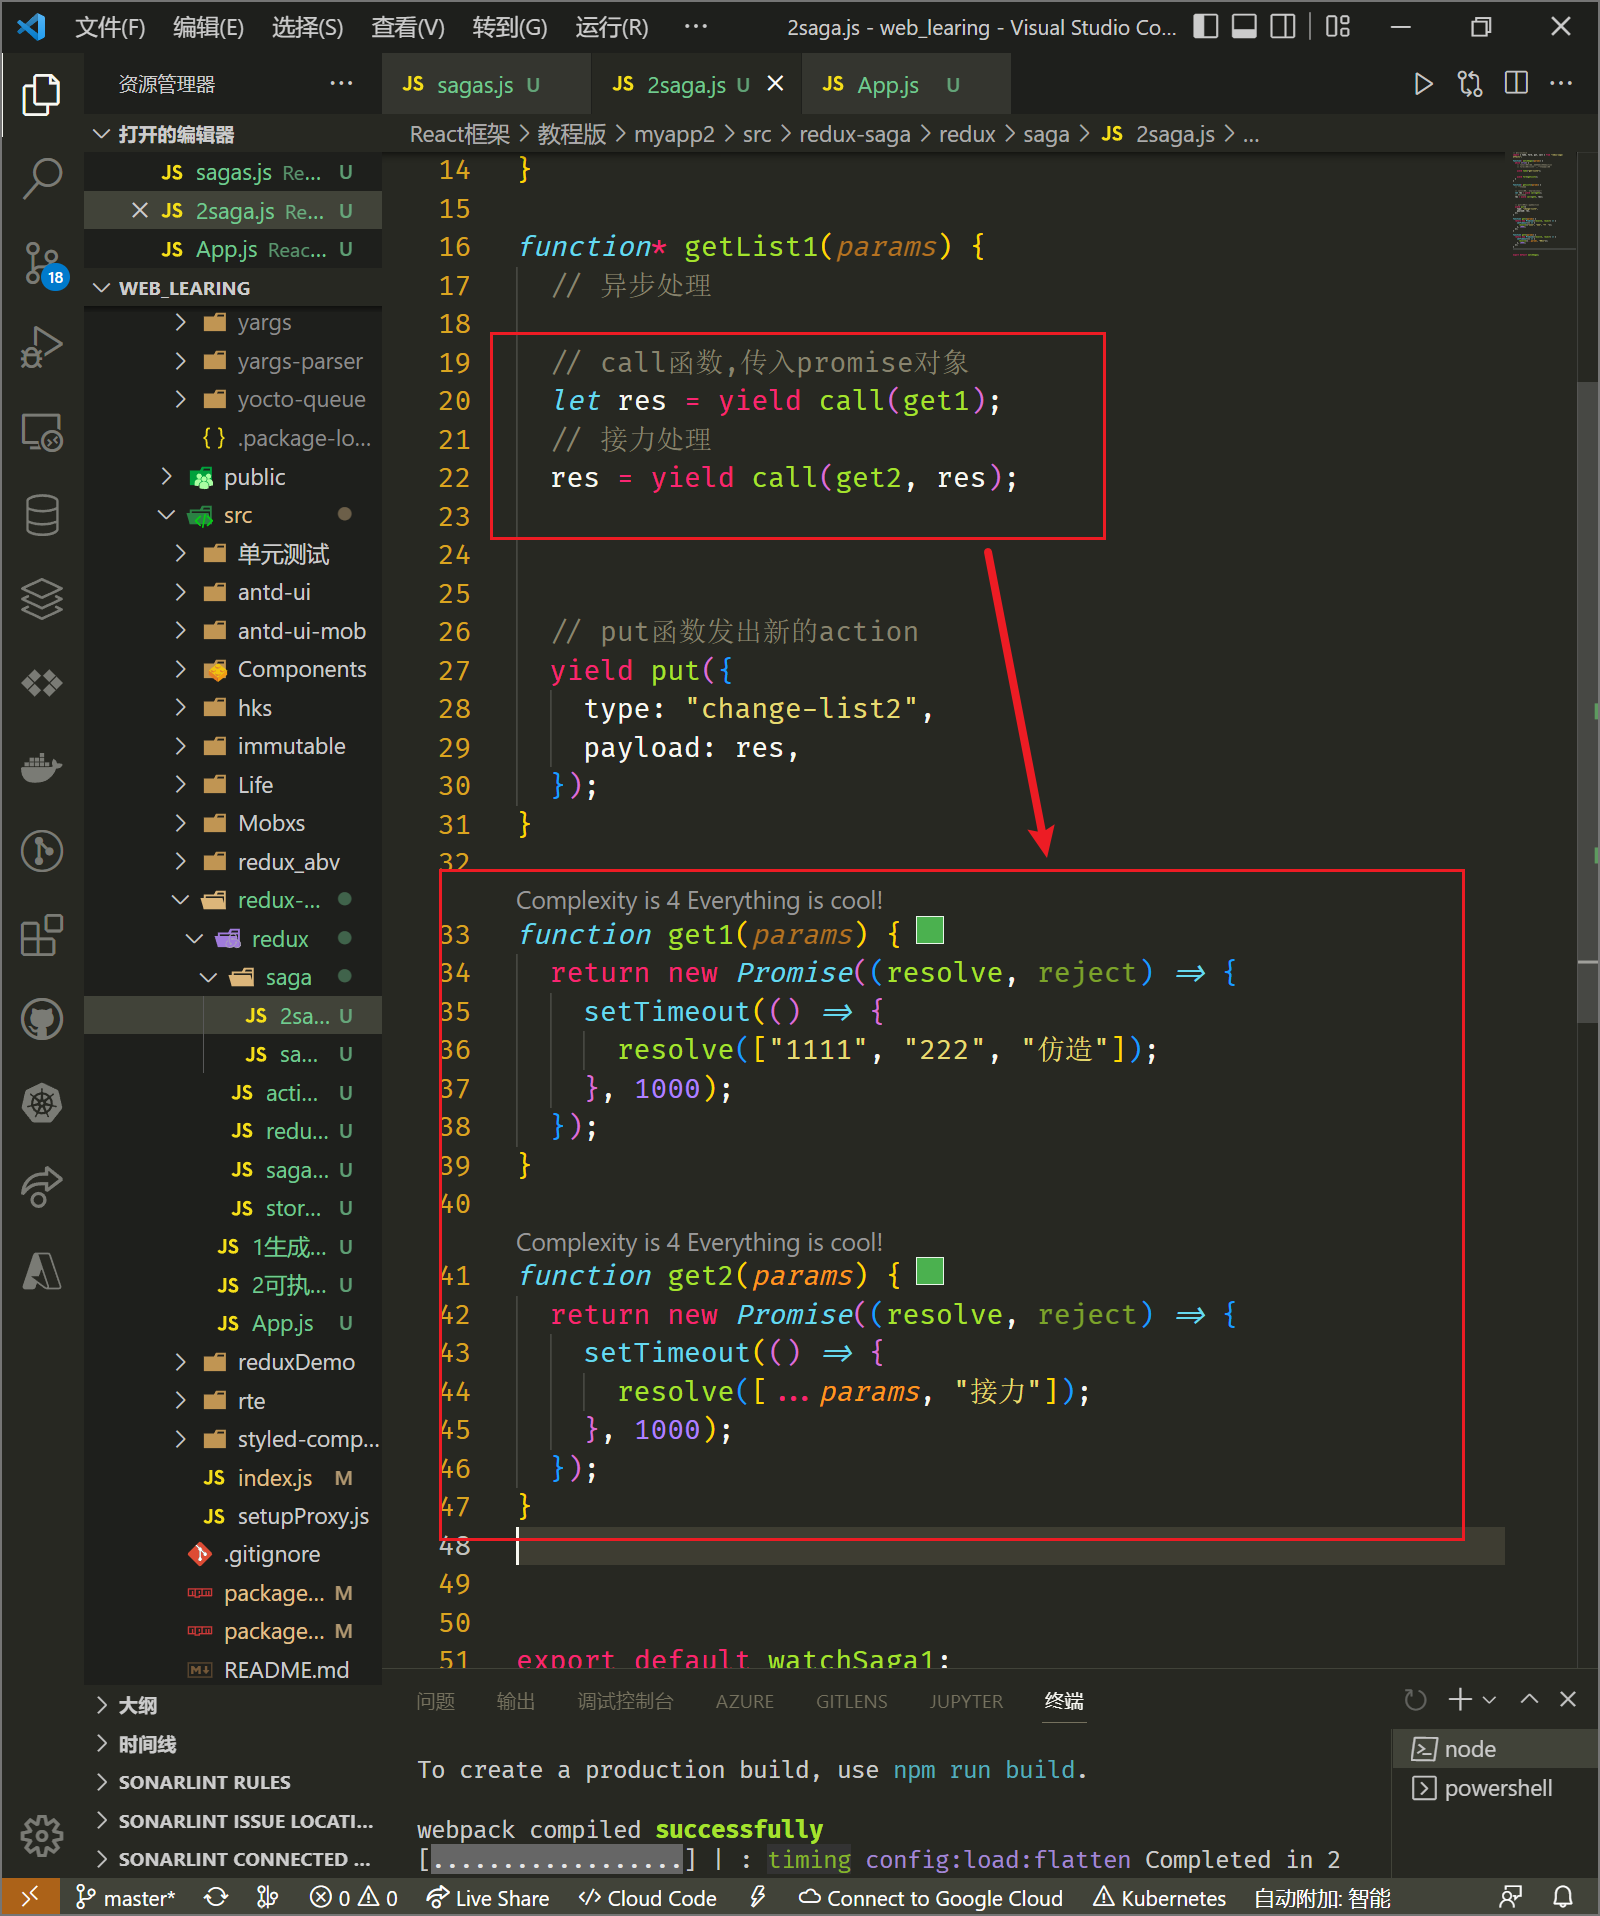 文件(F) 编辑(E) 选择(S) 查看(V) 转到(G) 运行(R) ··· 2saga.js - web_learing - Visual Studio Co...
资源管理器 ···
JS sagas.js U JS 2saga.js U JS App.js U
打开的编辑器
JS sagas.js Re... U
JS 2saga.js Re... U
JS App.js Reac... U
18
WEB_LEARING
yargs
yargs-parser
yocto-queue
{ } .package-lo...
public
src
单元测试
antd-ui
antd-ui-mob
Components
hks
immutable
Life
Mobxs
redux_abv
redux-...
redux
saga
JS 2sa... U
JS sa... U
JS acti... U
JS redu... U
JS saga... U
JS stor... U
JS 1生成... U
JS 2可执... U
JS App.js U
reduxDemo
rte
styled-comp...
JS index.js M
JS setupProxy.js
.gitignore
package... M
package... M
README.md
大纲
时间线
SONARLINT RULES
SONARLINT ISSUE LOCATI...
SONARLINT CONNECTED ...
React框架 > 教程版 > myapp2 > src > redux-saga > redux > saga > JS 2saga.js > ...
14 }
15
16 function* getList1(params) {
17 // 异步处理
18
19 // call函数,传入promise对象
20 let res = yield call(get1);
21 // 接力处理
22 res = yield call(get2, res);
23
24
25
26 // put函数发出新的action
27 yield put({
28 type: "change-list2",
29 payload: res,
30 });
31 }
32
Complexity is 4 Everything is cool!
33 function get1(params) {
34 return new Promise((resolve, reject) => {
35 setTimeout(() => {
36 resolve(["1111", "222", "仿造"]);
37 }, 1000);
38 });
39 }
40
Complexity is 4 Everything is cool!
41 function get2(params) {
42 return new Promise((resolve, reject) => {
43 setTimeout(() => {
44 resolve([...params, "接力"]);
45 }, 1000);
46 });
47 }
48
49
50
51 export default watchSaga1;
问题 输出 调试控制台 AZURE GITLENS JUPYTER 终端
To create a production build, use npm run build.
webpack compiled successfully
[..................] | : timing config:load:flatten Completed in 2
node
powershell
master* 0 0 Live Share Cloud Code Connect to Google Cloud Kubernetes 自动附加: 智能